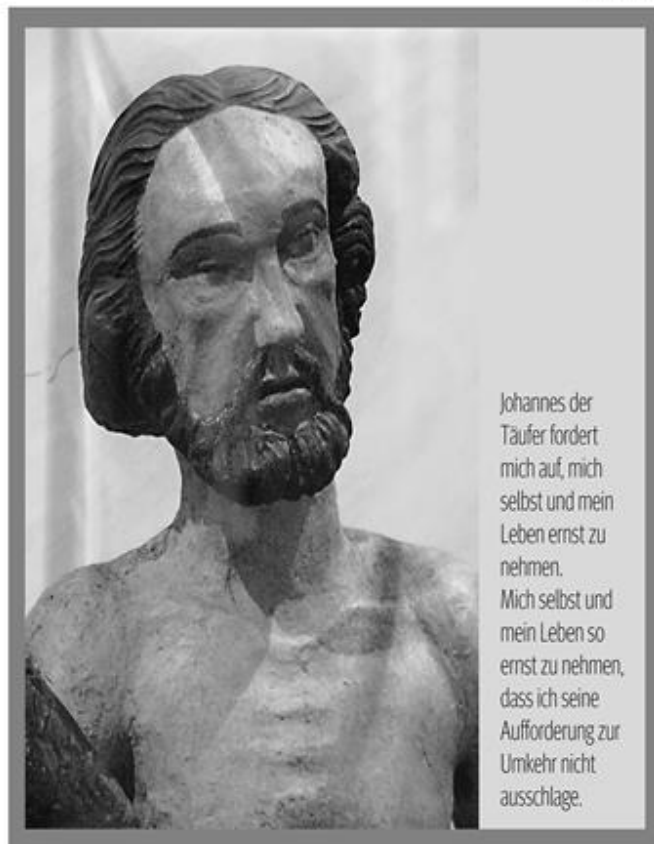 Johannes der
Täufer fordert
mich auf, mich
selbst und mein
Leben ernst zu
nehmen.
Mich selbst und
mein Leben so
ernst zu nehmen,
dass ich seine
Aufforderung zur
Umkehr nicht
ausschlage.